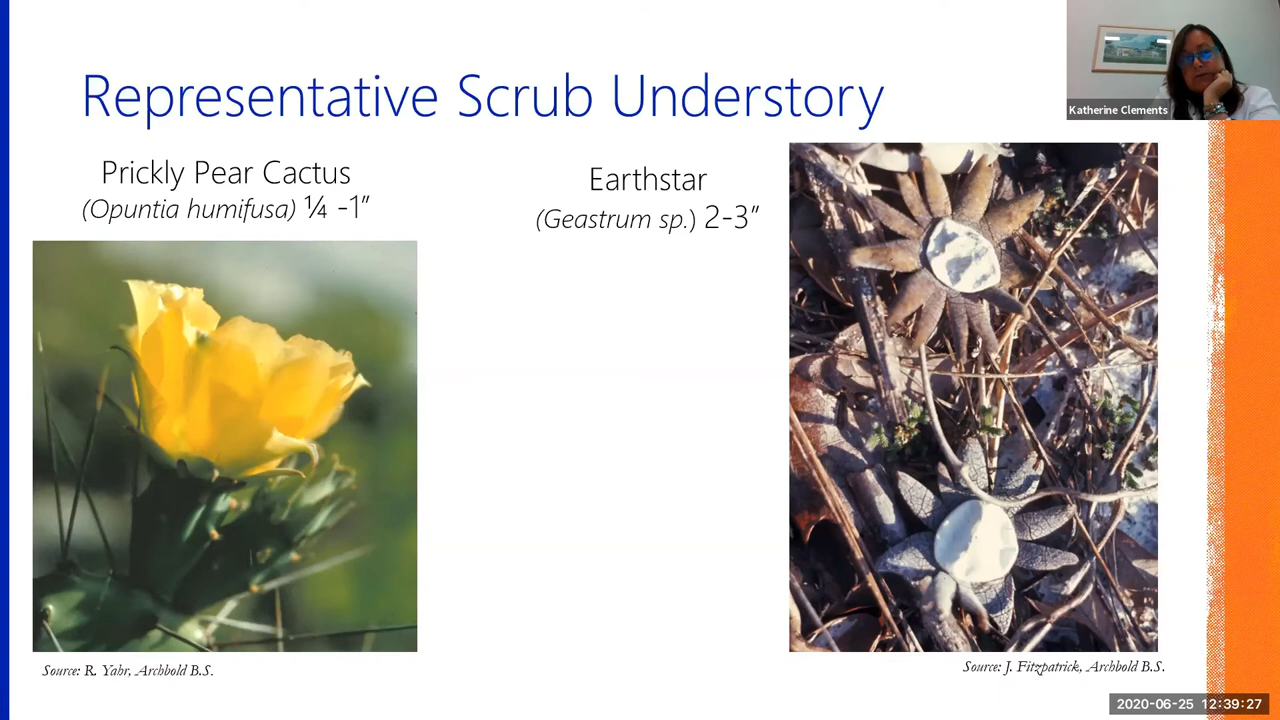 Representative Scrub Understory
Katherine Clements
Prickly Pear Cactus
(Opuntia humifusa) ¼ -1”
Earthstar
(Geastrum sp.) 2-3”
Source: R. Yahr, Archbold B.S.
Source: J. Fitzpatrick, Archbold B.S.
2020-06-25 12:39:27